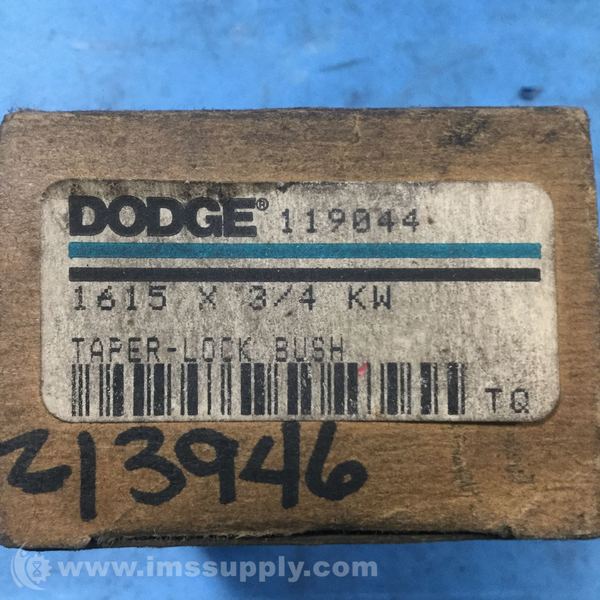 DODGE® 119044
1615 X 3/4 KW
TAPER-LOCK BUSH
TQ
213946
www.imssupply.com